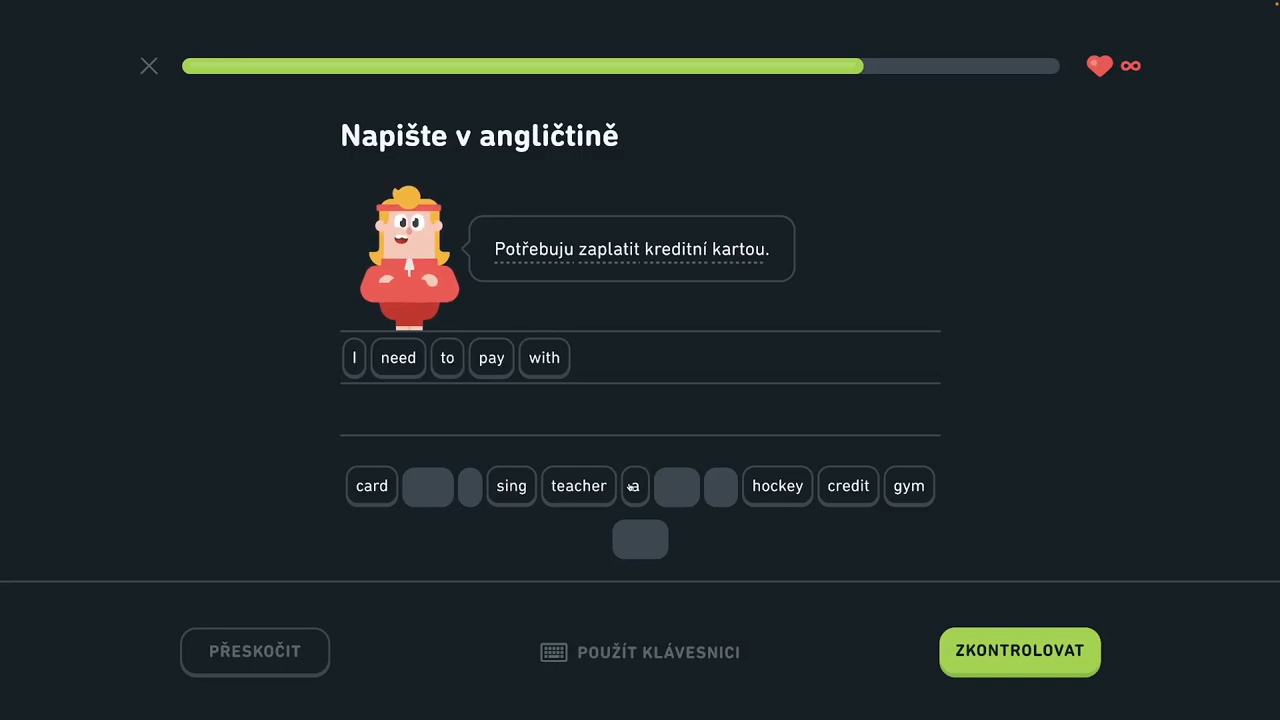 Napište v angličtině
Potřebuju zaplatit kreditní kartou.
I need to pay with
card sing teacher a hockey credit gym
PŘESKOČIT POUŽÍT KLÁVESNICI ZKONTROLOVAT